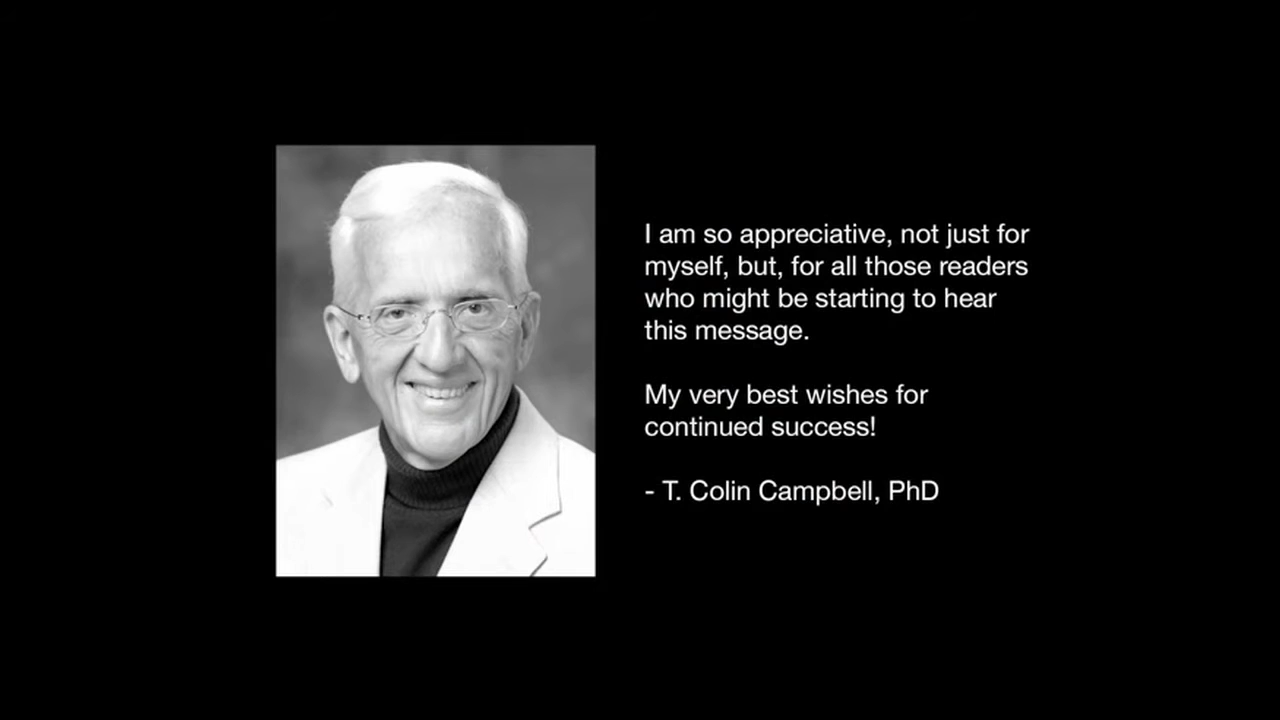 I am so appreciative, not just for
myself, but, for all those readers
who might be starting to hear
this message.
My very best wishes for
continued success!
- T. Colin Campbell, PhD